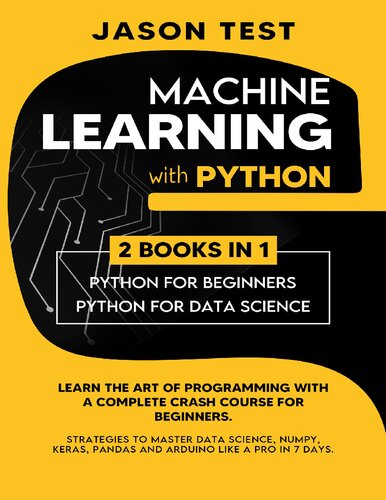 JASON TEST
MACHINE
LEARNING
with PYTHON
2 BOOKS IN 1
PYTHON FOR BEGINNERS
PYTHON FOR DATA SCIENCE
LEARN THE ART OF PROGRAMMING WITH
A COMPLETE CRASH COURSE FOR
BEGINNERS.
STRATEGIES TO MASTER DATA SCIENCE, NUMPY,
KERAS, PANDAS AND ARDUINO LIKE A PRO IN 7 DAYS.